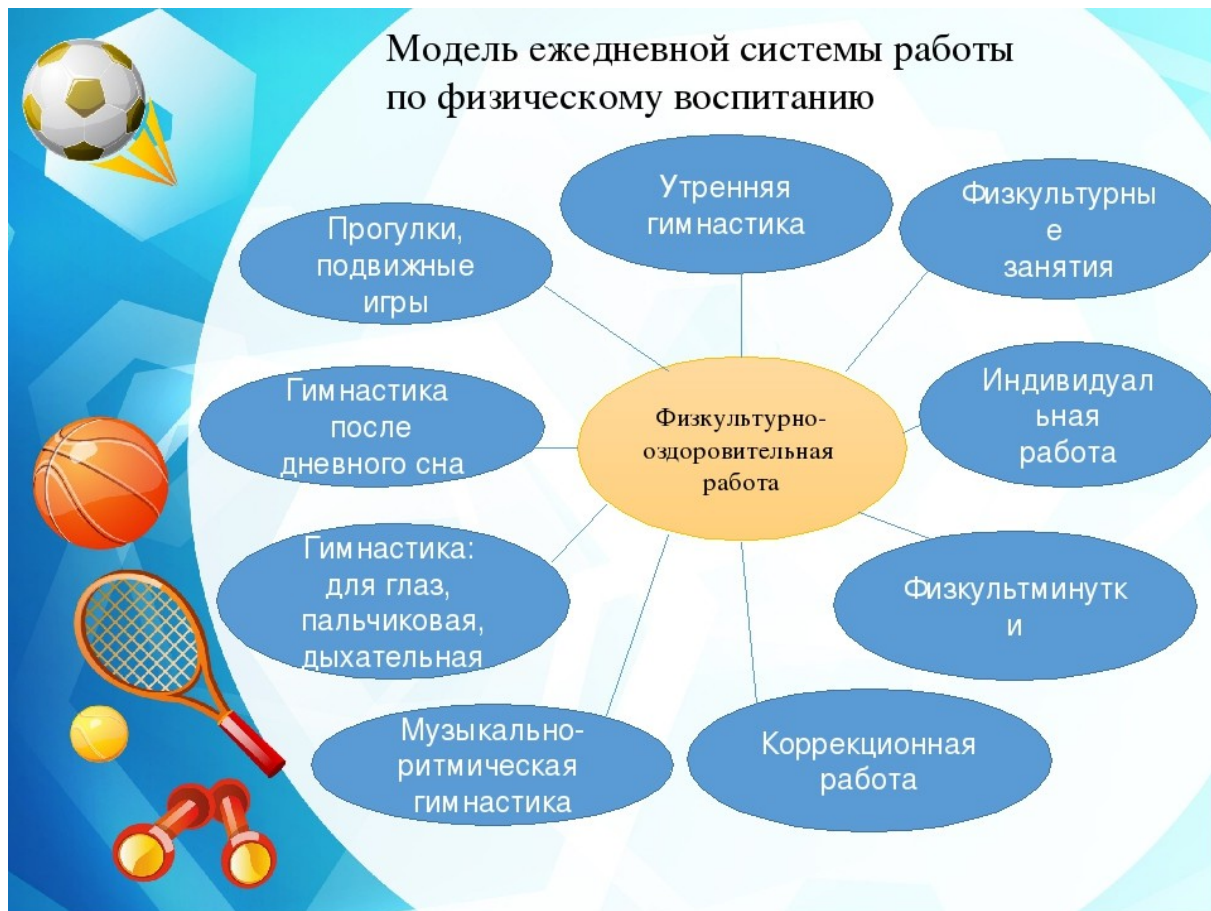 Модель ежедневной системы работы
по физическому воспитанию
Утренняя
гимнастика
Физкультурны
е
занятия
Прогулки,
подвижные
игры
Индивидуал
ьная
работа
Гимнастика
после
дневного сна
Физкультурно-
оздоровительная
работа
Гимнастика:
для глаз,
пальчиковая,
дыхательная
Физкультминутк
и
Музыкально-
ритмическая
гимнастика
Коррекционная
работа